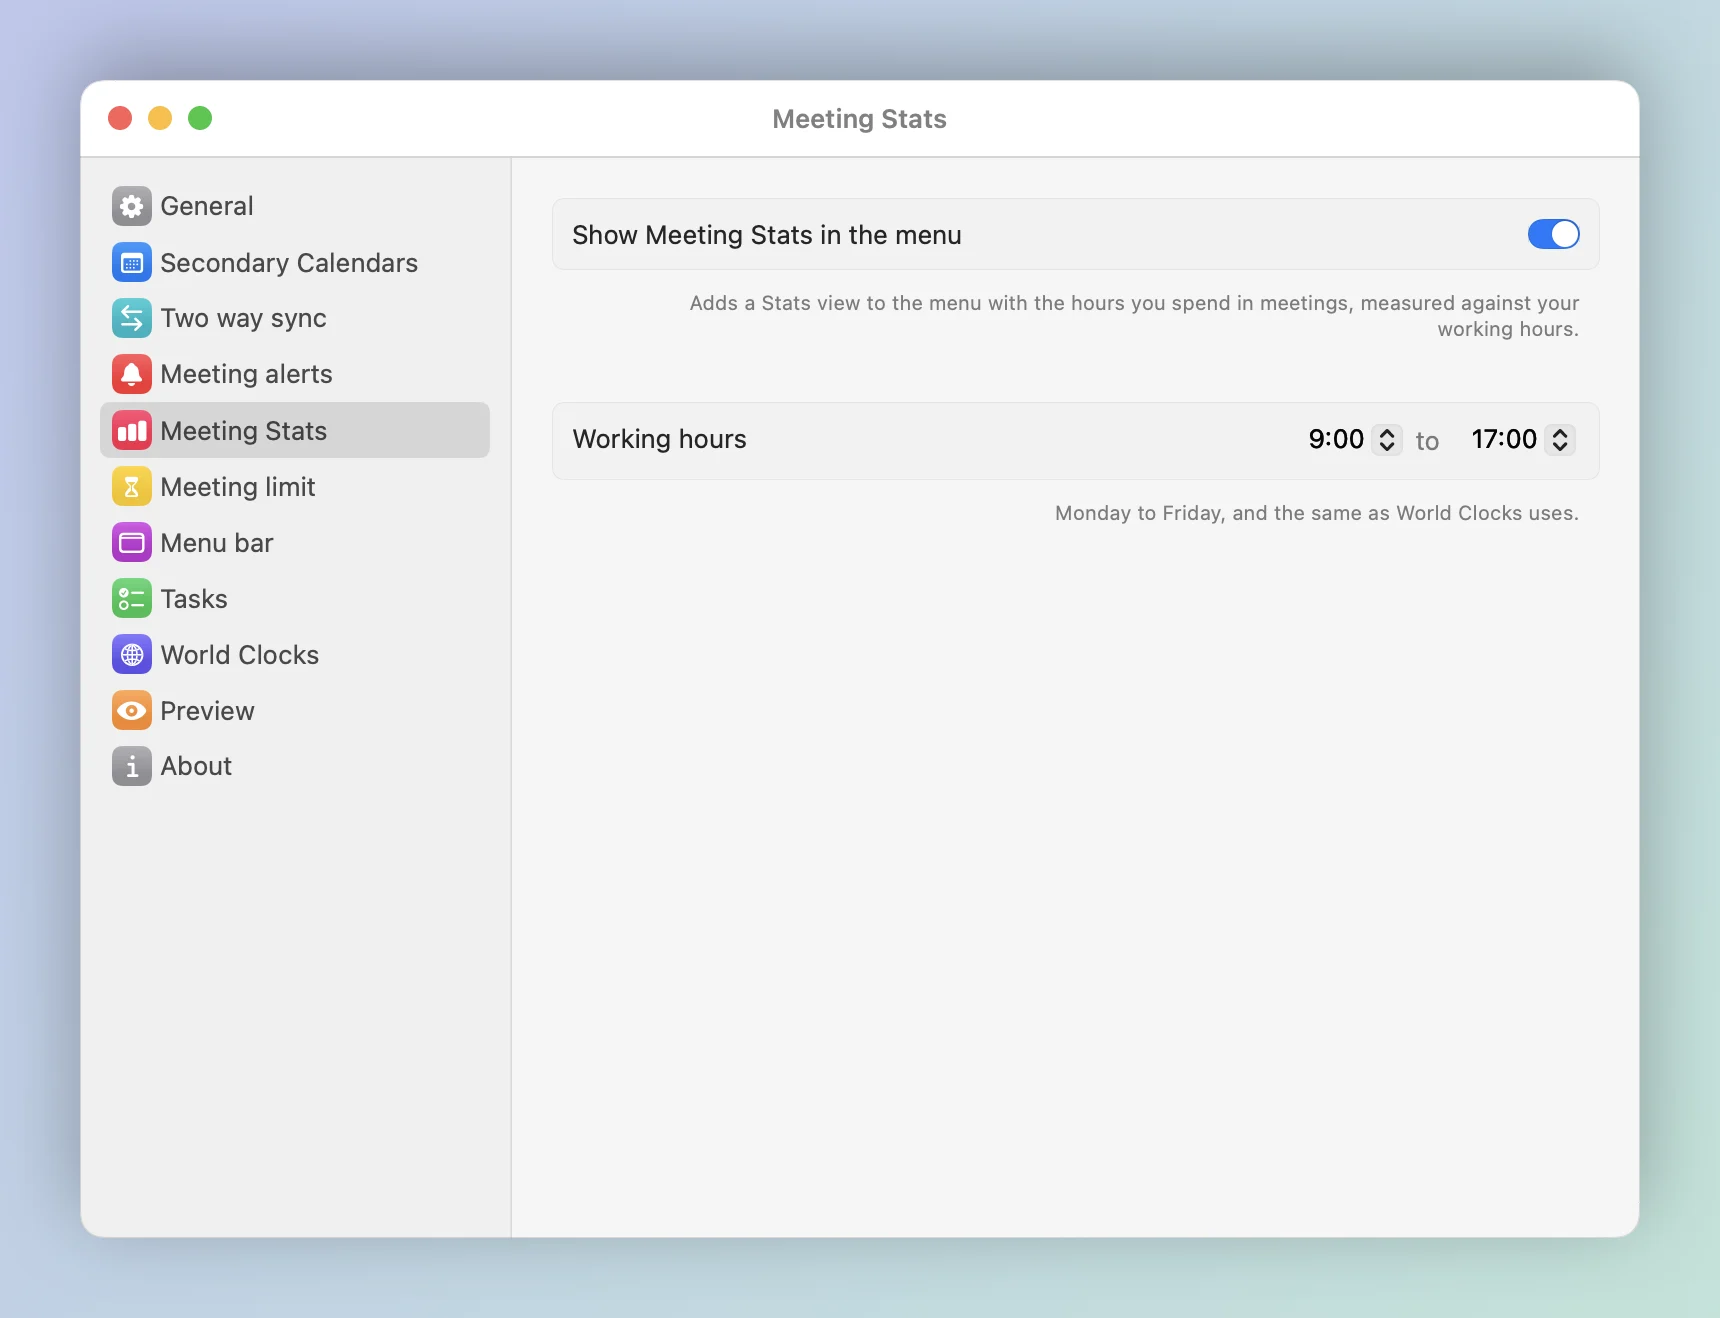 Meeting Stats
General
Secondary Calendars
Two way sync
Meeting alerts
Meeting Stats
Meeting limit
Menu bar
Tasks
World Clocks
Preview
About
Show Meeting Stats in the menu
Adds a Stats view to the menu with the hours you spend in meetings, measured against your
working hours.
Working hours 9:00 to 17:00
Monday to Friday, and the same as World Clocks uses.